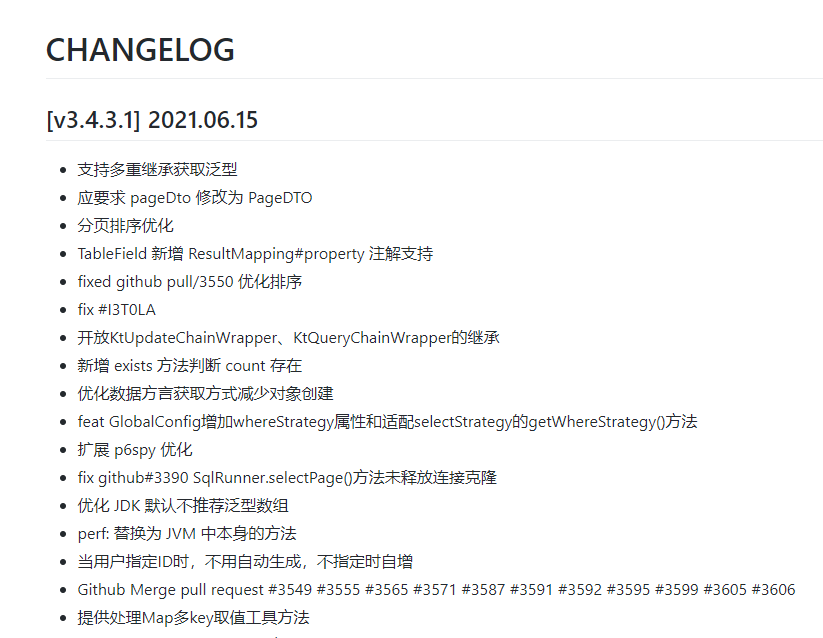 CHANGELOG
[v3.4.3.1] 2021.06.15
支持多重继承获取泛型
应要求 pageDto 修改为 PageDTO
分页排序优化
TableField 新增 ResultMapping#property 注解支持
fixed github pull/3550 优化排序
fix #I3T0LA
开放KtUpdateChainWrapper、KtQueryChainWrapper的继承
新增 exists 方法判断 count 存在
优化数据方言获取方式减少对象创建
feat GlobalConfig增加whereStrategy属性和适配selectStrategy的getWhereStrategy()方法
扩展 p6spy 优化
fix github#3390 SqlRunner.selectPage()方法未释放连接克隆
优化 JDK 默认不推荐泛型数组
perf: 替换为 JVM 中本身的方法
当用户指定ID时，不用自动生成，不指定时自增
Github Merge pull request #3549 #3555 #3565 #3571 #3587 #3591 #3592 #3595 #3599 #3605 #3606
提供处理Map多key取值工具方法